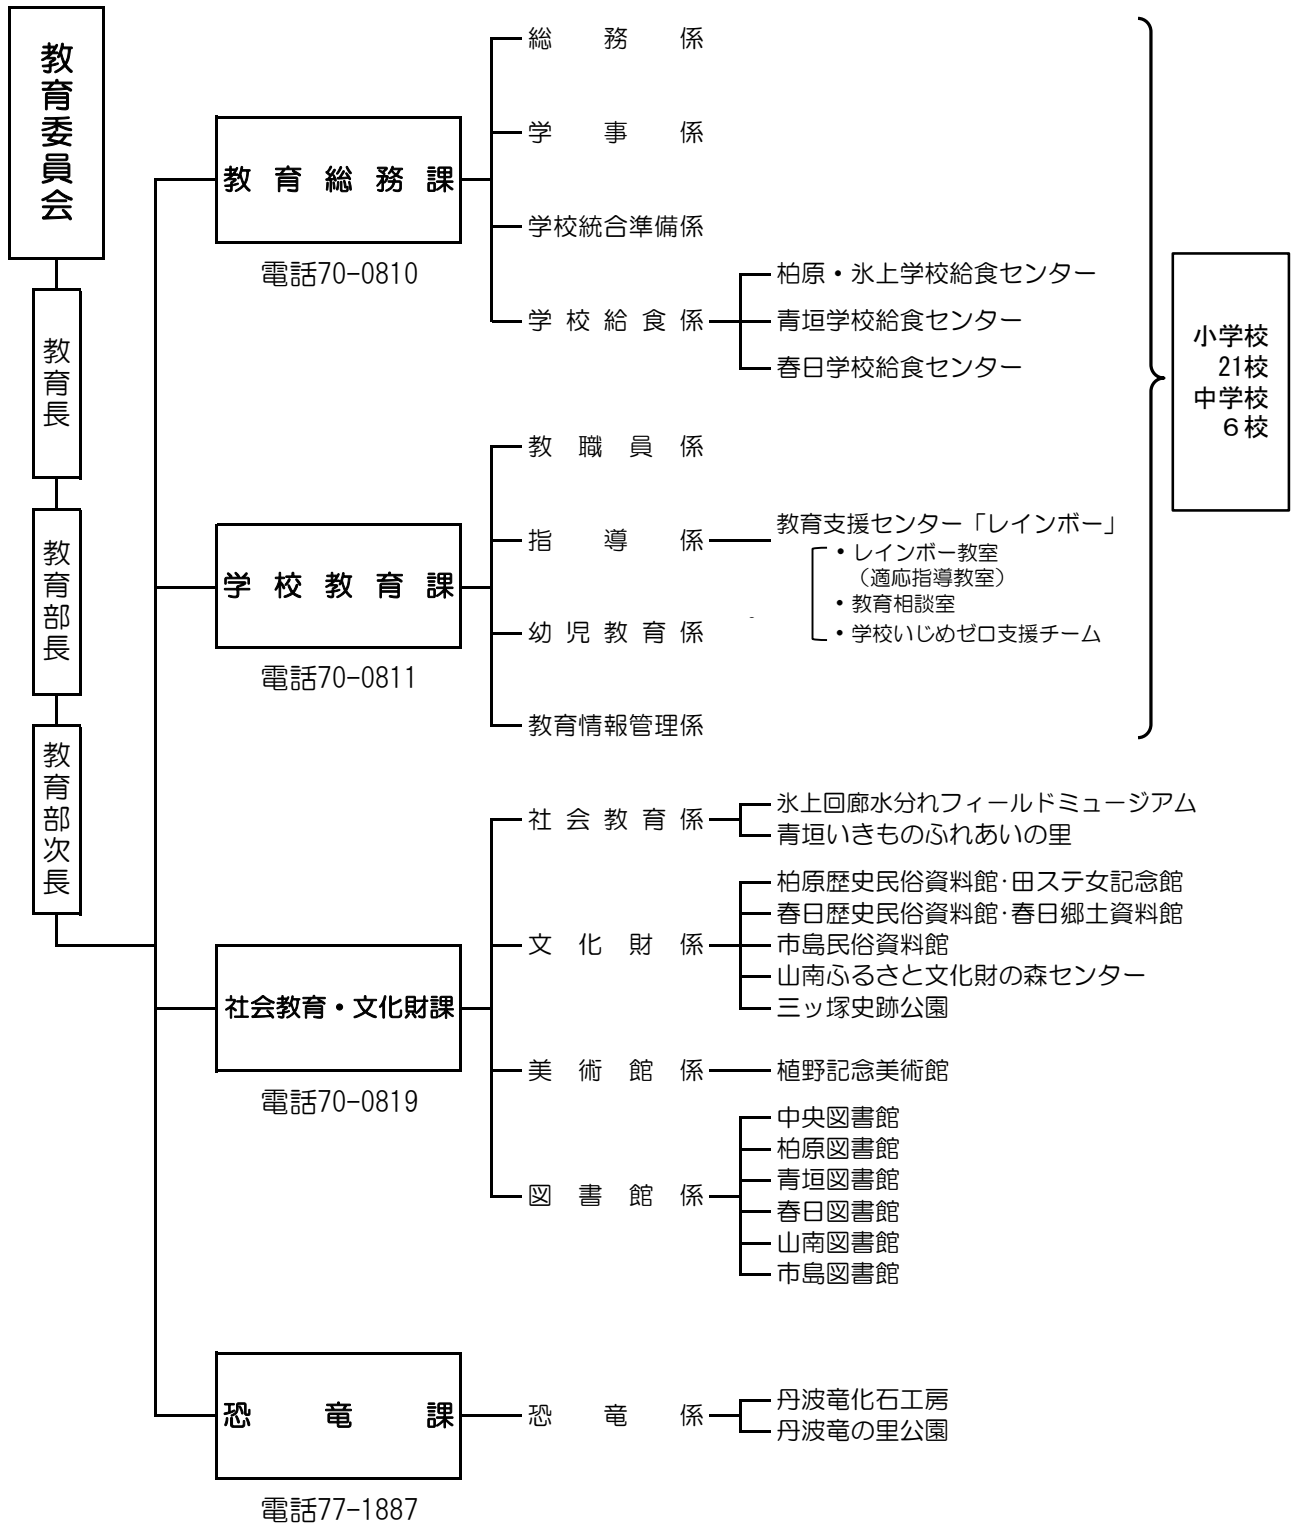 教育委員会
教育長
教育部長
教育部次長
教育総務課
電話70-0810
総務係
学事係
学校統合準備係
学校給食係
柏原・氷上学校給食センター
青垣学校給食センター
春日学校給食センター
学校教育課
電話70-0811
教職員係
指導係
教育支援センター「レインボー」
・レインボー教室
（適応指導教室）
・教育相談室
・学校いじめゼロ支援チーム
幼児教育係
教育情報管理係
小学校
21校
中学校
６校
社会教育・文化財課
電話70-0819
社会教育係
氷上回廊水分れフィールドミュージアム
青垣いきものふれあいの里
文化財係
柏原歴史民俗資料館・田ステ女記念館
春日歴史民俗資料館・春日郷土資料館
市島民俗資料館
山南ふるさと文化財の森センター
三ッ塚史跡公園
美術館係
植野記念美術館
図書館係
中央図書館
柏原図書館
青垣図書館
春日図書館
山南図書館
市島図書館
恐竜課
電話77-1887
恐竜係
丹波竜化石工房
丹波竜の里公園